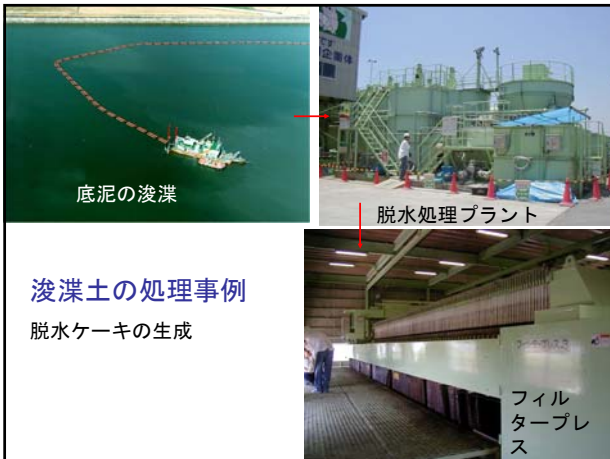 底泥の浚渫
脱水処理プラント
浚渫土の処理事例
脱水ケーキの生成
フィル
タープレ
ス